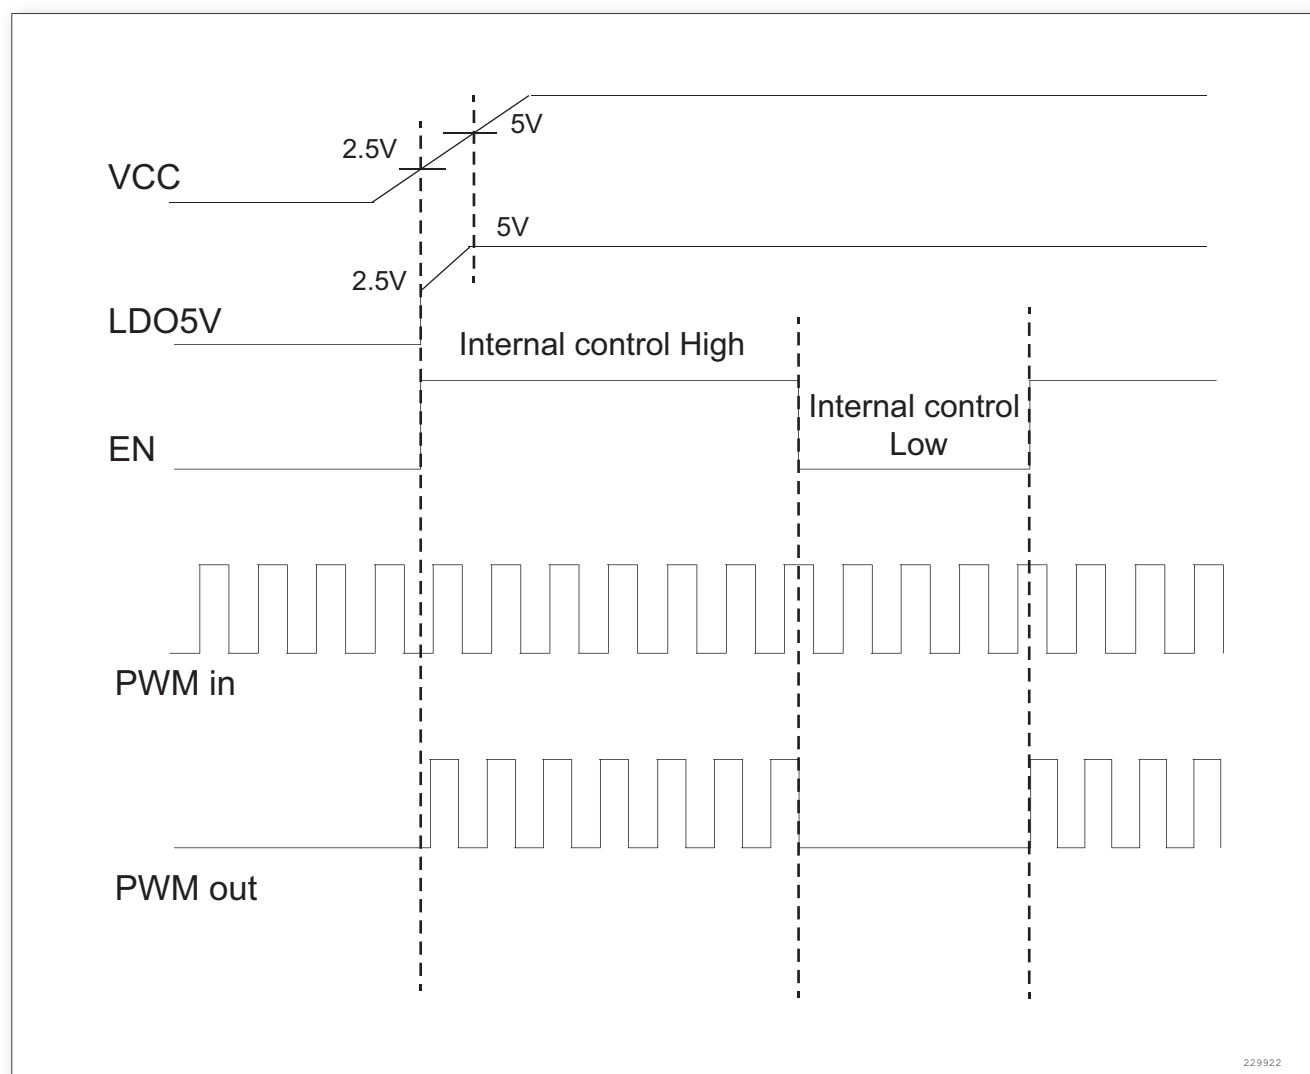 5V
2.5V
VCC
5V
2.5V
LDO5V
Internal control High
Internal control
Low
EN
PWM in
PWM out
229922